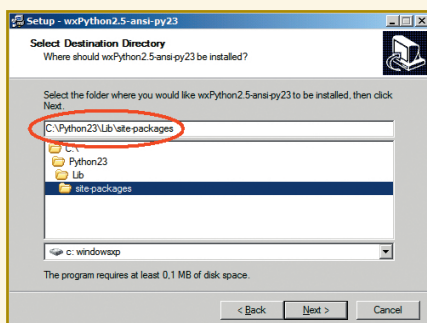 Setup - wxPython2.5-ansi-py23
Select Destination Directory
Where should wxPython2.5-ansi-py23 be installed?
Select the folder where you would like wxPython2.5-ansi-py23 to be installed, then click
Next.
C:\Python23\Lib\site-packages
C:\
Python23
Lib
site-packages
c: windowsxp
The program requires at least 0,1 MB of disk space.
< Back
Next >
Cancel